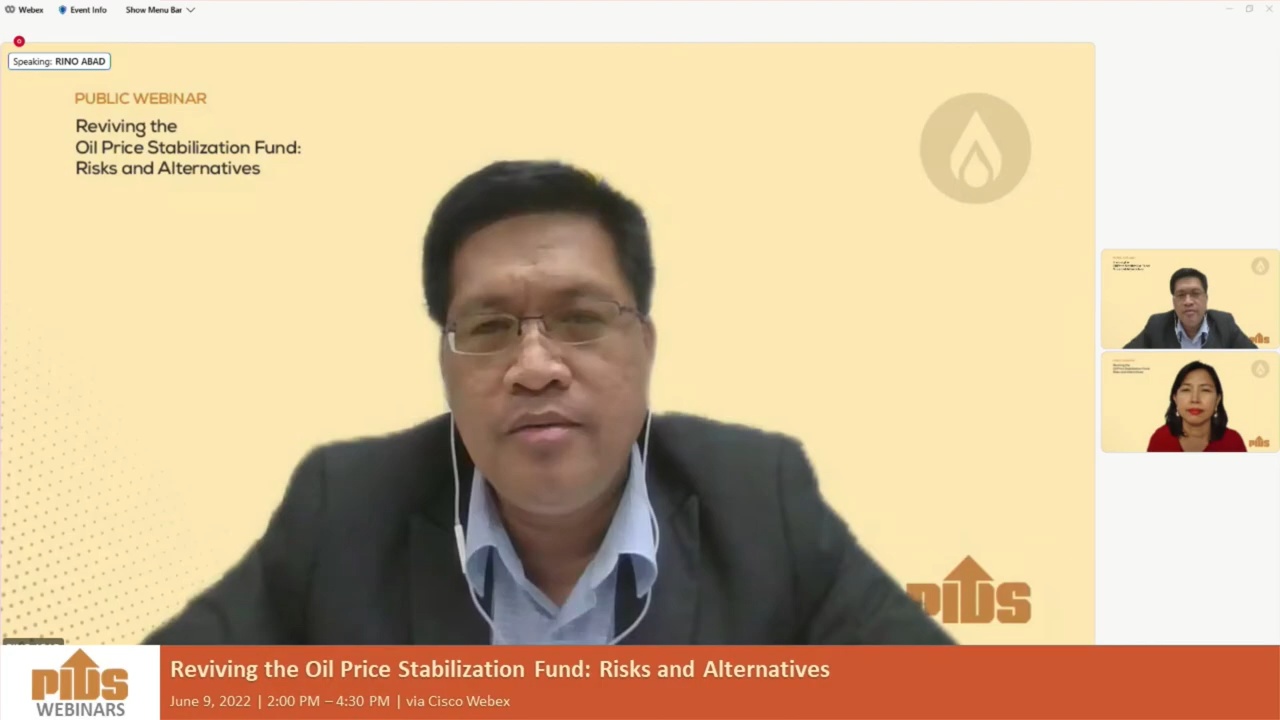 Webex Event Info Show Menu Bar
Speaking: RINO ABAD
PUBLIC WEBINAR
Reviving the
Oil Price Stabilization Fund:
Risks and Alternatives
PIDS
PIDS
PIDS
PIDS
WEBINARS
Reviving the Oil Price Stabilization Fund: Risks and Alternatives
June 9, 2022 | 2:00 PM – 4:30 PM | via Cisco Webex